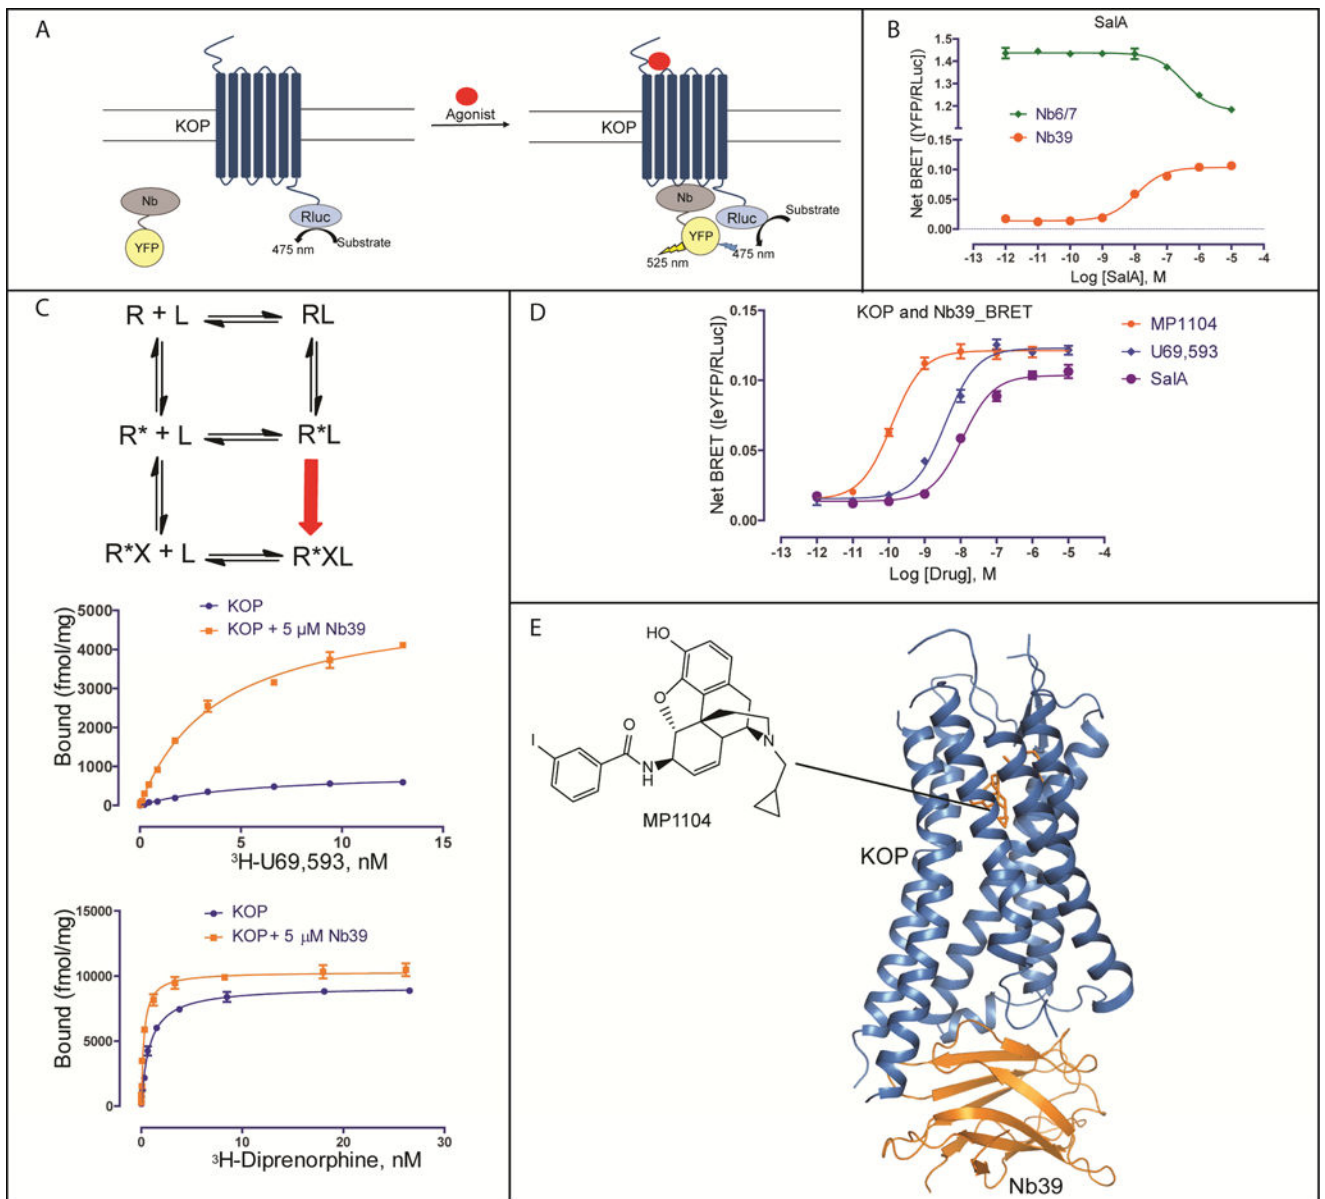 A
KOP
Nb
YFP
Rluc
475 nm
Substrate
Agonist
KOP
Nb
YFP
Rluc
Substrate
525 nm
475 nm
B
SalA
Net BRET ([YFP/RLuc])
1.5
1.4
1.3
1.2
0.15
0.10
0.05
0.00
Nb6/7
Nb39
-13 -12 -11 -10 -9 -8 -7 -6 -5 -4
Log [SalA], M
C
R + L RL
R* + L R*L
R*X + L R*XL
Bound (fmol/mg)
5000
4000
3000
2000
1000
0
KOP
KOP + 5 µM Nb39
0 5 10 15
³H-U69,593, nM
Bound (fmol/mg)
15000
10000
5000
0
KOP
KOP + 5 µM Nb39
0 10 20 30
³H-Diprenorphine, nM
D
KOP and Nb39_BRET
Net BRET ([eYFP/RLuc])
0.15
0.10
0.05
0.00
MP1104
U69,593
SalA
-13 -12 -11 -10 -9 -8 -7 -6 -5 -4
Log [Drug], M
E
HO
O
O
I
N
H
N
MP1104
KOP
Nb39